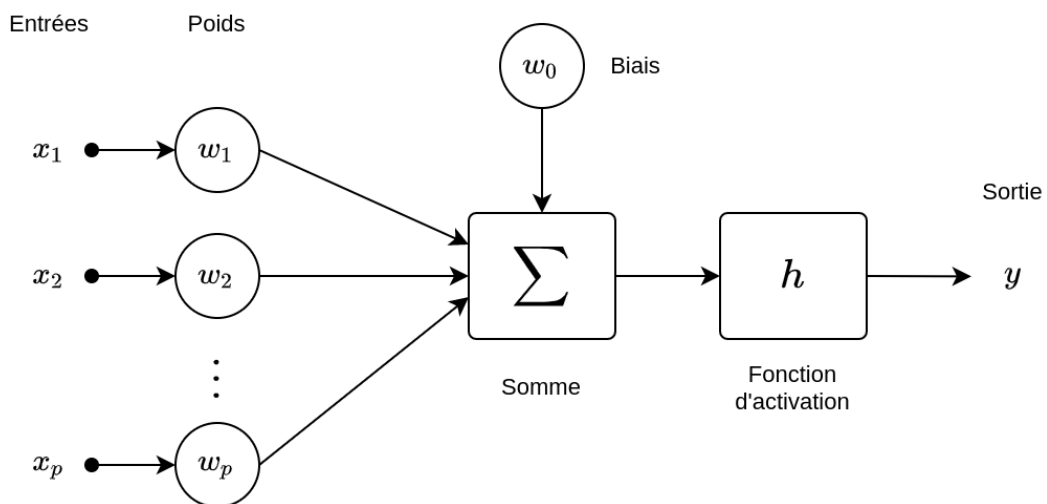 Entrées
Poids
w₀
Biais
x₁
w₁
Sortie
x₂
w₂
∑
h
y
⋮
Somme
Fonction
d'activation
xₚ
wₚ